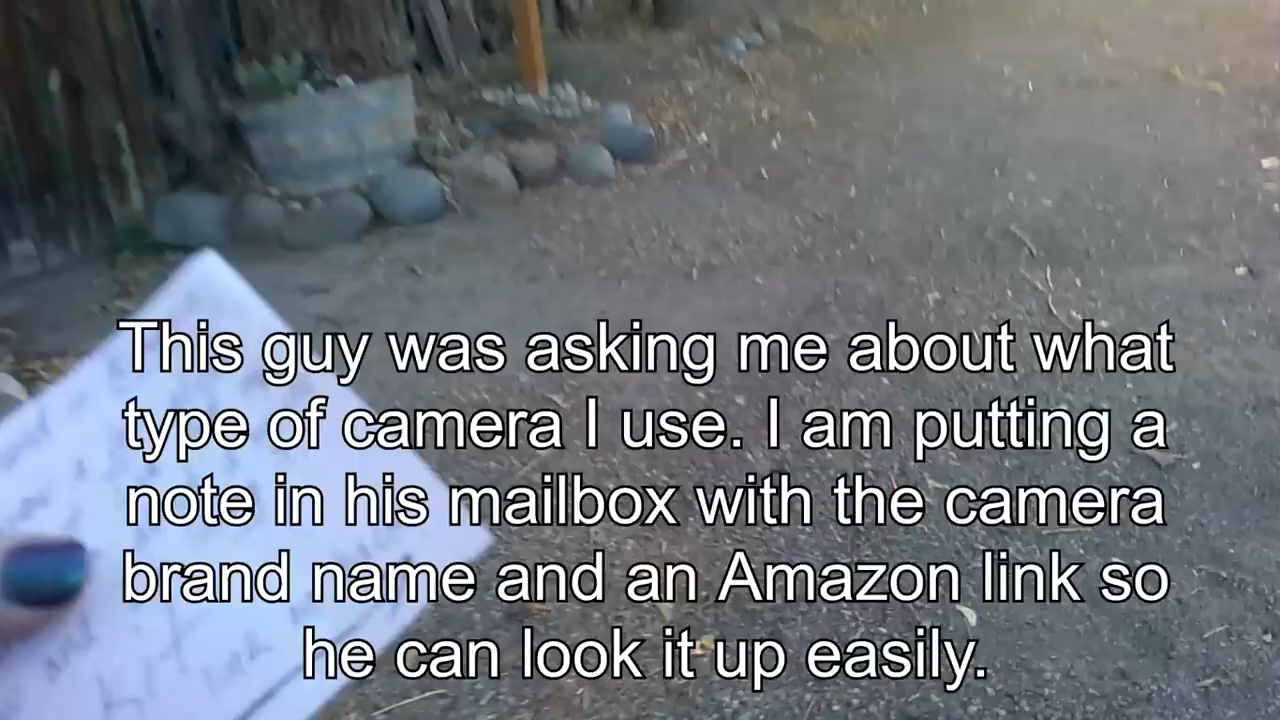 This guy was asking me about what
type of camera I use. I am putting a
note in his mailbox with the camera
brand name and an Amazon link so
he can look it up easily.